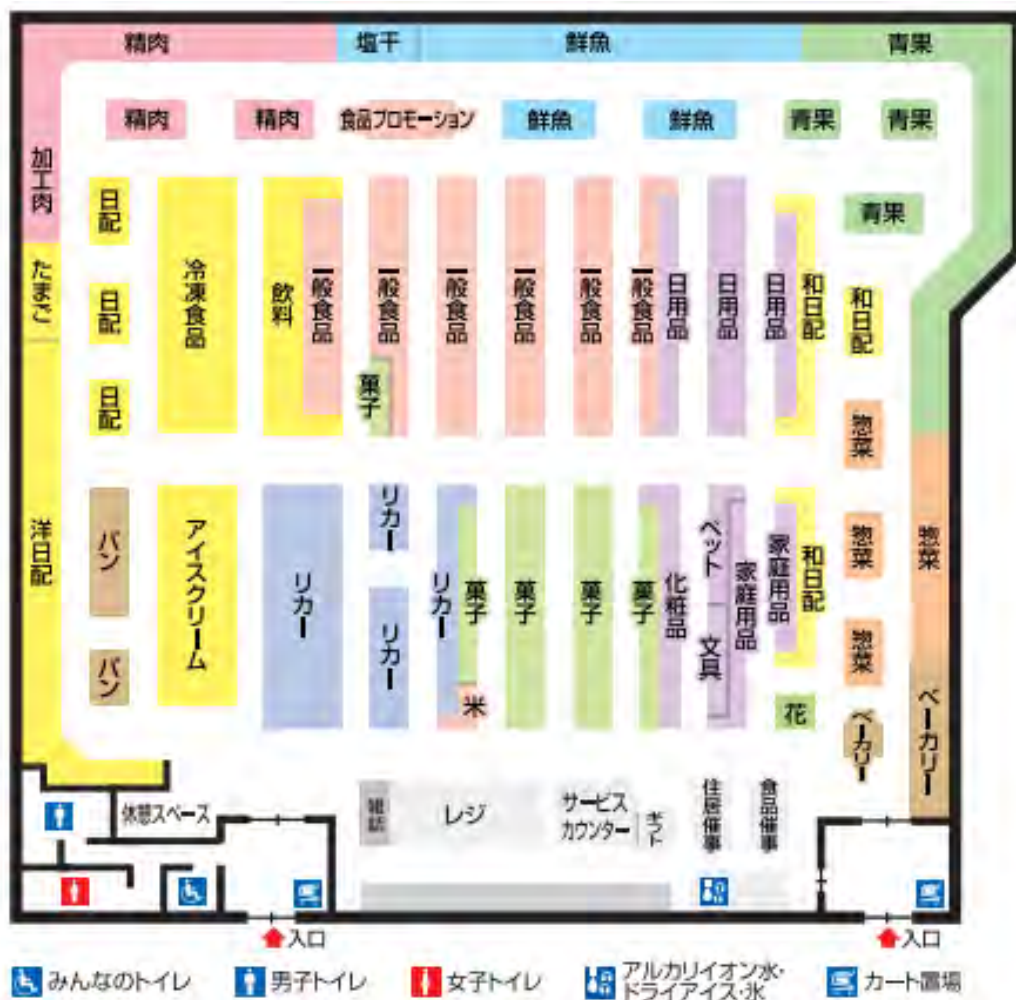 精肉
塩干
鮮魚
青果
精肉
精肉
食品プロモーション
鮮魚
鮮魚
青果
青果
加工肉
たまご
洋日配
日配
日配
日配
冷凍食品
飲料
一般食品
一般食品
菓子
一般食品
一般食品
一般食品
一般食品
日用品
日用品
日用品
和日配
青果
和日配
惣菜
惣菜
惣菜
惣菜
パン
パン
アイスクリーム
リカー
リカー
リカー
リカー
菓子
米
菓子
菓子
菓子
化粧品
ペット
文具
家庭用品
家庭用品
和日配
花
ベーカリー
ベーカリー
休憩スペース
雑誌
レジ
サービス
カウンター
ギフト
住居催事
食品催事
入口
入口
みんなのトイレ
男子トイレ
女子トイレ
アルカリイオン水・
ドライアイス・氷
カート置場